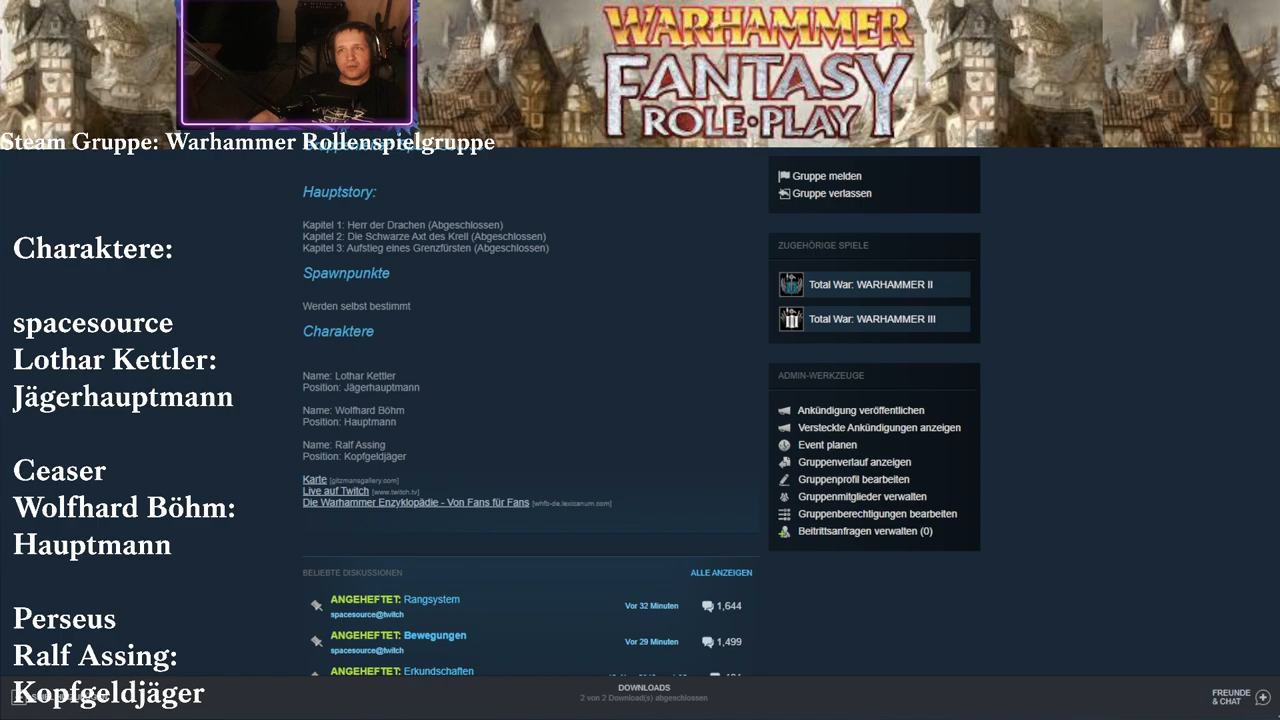 WARHAMMER
FANTASY
ROLE-PLAY
Steam Gruppe: Warhammer Rollenspielgruppe
Charaktere:
spacesource
Lothar Kettler:
Jägerhauptmann
Ceaser
Wolfhard Böhm:
Hauptmann
Perseus
Ralf Assing:
Kopfgeldjäger
Hauptstory:
Kapitel 1: Herr der Drachen (Abgeschlossen)
Kapitel 2: Die Schwarze Axt des Krell (Abgeschlossen)
Kapitel 3: Aufstieg eines Grenzfürsten (Abgeschlossen)
Spawnpunkte
Werden selbst bestimmt
Charaktere
Name: Lothar Kettler
Position: Jägerhauptmann
Name: Wolfhard Böhm
Position: Hauptmann
Name: Ralf Assing
Position: Kopfgeldjäger
Karte [gitzmansgallery.com]
Live auf Twitch [www.twitch.tv]
Die Warhammer Enzyklopädie - Von Fans für Fans [whfb-de.lexicanum.com]
BELIEBTE DISKUSSIONEN ALLE ANZEIGEN
ANGEHEFTET: Rangsystem Vor 32 Minuten 1,644
spacesource@twitch
ANGEHEFTET: Bewegungen Vor 29 Minuten 1,499
spacesource@twitch
ANGEHEFTET: Erkundschaften
Gruppe melden
Gruppe verlassen
ZUGEHÖRIGE SPIELE
Total War: WARHAMMER II
Total War: WARHAMMER III
ADMIN-WERKZEUGE
Ankündigung veröffentlichen
Versteckte Ankündigungen anzeigen
Event planen
Gruppenverlauf anzeigen
Gruppenprofil bearbeiten
Gruppenmitglieder verwalten
Gruppenberechtigungen bearbeiten
Beitrittsanfragen verwalten (0)
DOWNLOADS
2 von 2 Download(s) abgeschlossen
FREUNDE
& CHAT